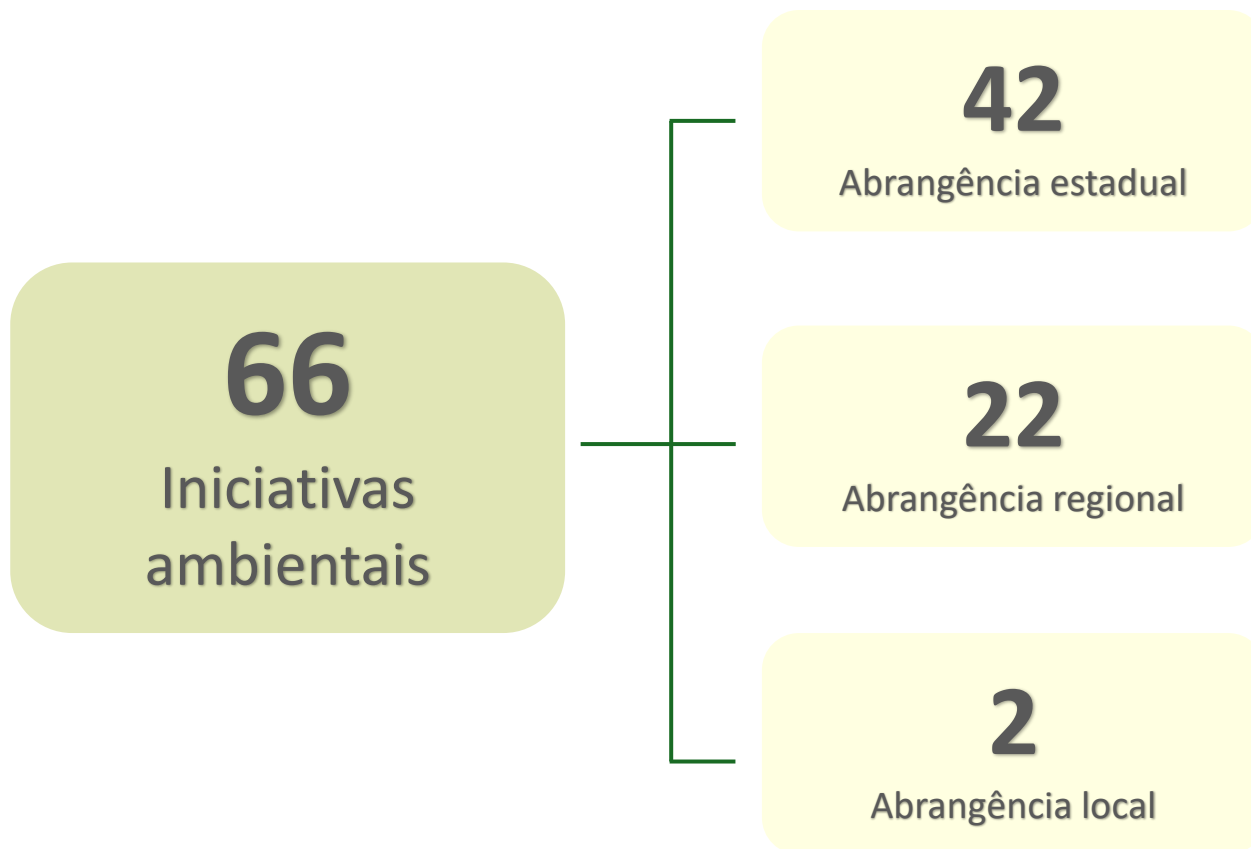 66
Iniciativas
ambientais
42
Abrangência estadual
22
Abrangência regional
2
Abrangência local